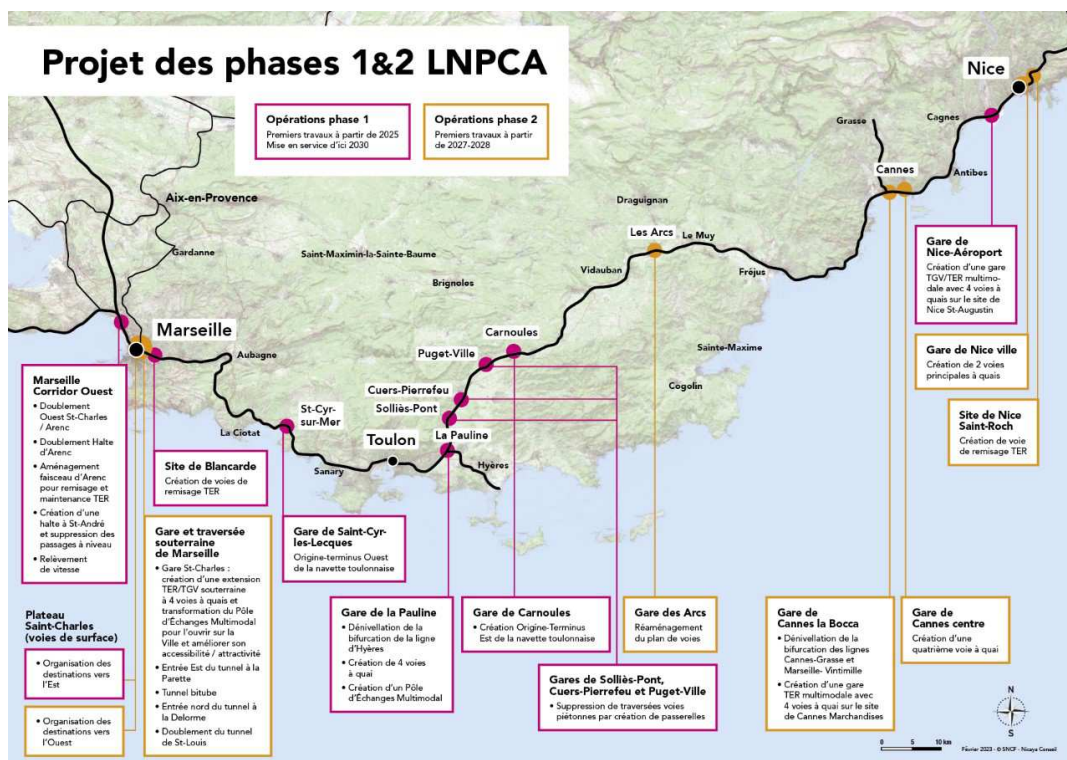 Projet des phases 1&2 LNPCA
Opérations phase 1
Premiers travaux à partir de 2025
Mise en service d'ici 2030
Opérations phase 2
Premiers travaux à partir
de 2027-2028
Nice
Grasse
Cagnes
Cannes
Antibes
Aix-en-Provence
Gardanne
Saint-Maximin-la-Sainte-Baume
Brignoles
Draguignan
Les Arcs
Le Muy
Vidauban
Fréjus
Marseille
Aubagne
Carnoules
Puget-Ville
Sainte-Maxime
Cogolin
Cuers-Pierrefeu
Solliès-Pont
St-Cyr-
sur-Mer
La Ciotat
Toulon
La Pauline
Sanary
Hyères
Gare de
Nice-Aéroport
Création d'une gare
TGV/TER multimo-
dale avec 4 voies à
quais sur le site de
Nice St-Augustin
Gare de Nice ville
Création de 2 voies
principales à quais
Site de Nice
Saint-Roch
Création de voie
de remisage TER
Marseille
Corridor Ouest
• Doublement
Ouest St-Charles
/ Arenc
• Doublement Halte
d'Arenc
• Aménagement
faisceau d'Arenc
pour remisage et
maintenance TER
• Création d'une
halte à St-André
et suppression des
passages à niveau
• Relèvement
de vitesse
Site de Blancarde
Création de voies de
remisage TER
Gare et traversée
souterraine
de Marseille
• Gare St-Charles :
création d'une extension
TER/TGV souterraine
à 4 voies à quais et
transformation du Pôle
d'Échanges Multimodal
pour l'ouvrir sur la
Ville et améliorer son
accessibilité / attractivité
• Entrée Est du tunnel à la
Parette
• Tunnel bitube
• Entrée nord du tunnel à
la Delorme
• Doublement du tunnel
de St-Louis
Plateau
Saint-Charles
(voies de surface)
• Organisation des
destinations vers
l'Est
• Organisation des
destinations vers
l'Ouest
Gare de Saint-Cyr-
les-Lecques
Origine-terminus Ouest
de la navette toulonnaise
Gare de la Pauline
• Dénivellation de la
bifurcation de la ligne
d'Hyères
• Création de 4 voies
à quai
• Création d'un Pôle
d'Échanges Multimodal
Gare de Carnoules
• Création Origine-Terminus
Est de la navette toulonnaise
Gares de Solliès-Pont,
Cuers-Pierrefeu et Puget-Ville
• Suppression de traversées voies
piétonnes par création de passerelles
Gare des Arcs
Réaménagement
du plan de voies
Gare de
Cannes la Bocca
• Dénivellation de la
bifurcation des lignes
Cannes-Grasse et
Marseille- Vintimille
• Création d'une gare
TER multimodale avec
4 voies à quai sur le site
de Cannes Marchandises
Gare de
Cannes centre
Création d'une
quatrième voie à quai
N
S
0 5 10 km
Février 2023 - © SNCF - Nicaya Conseil